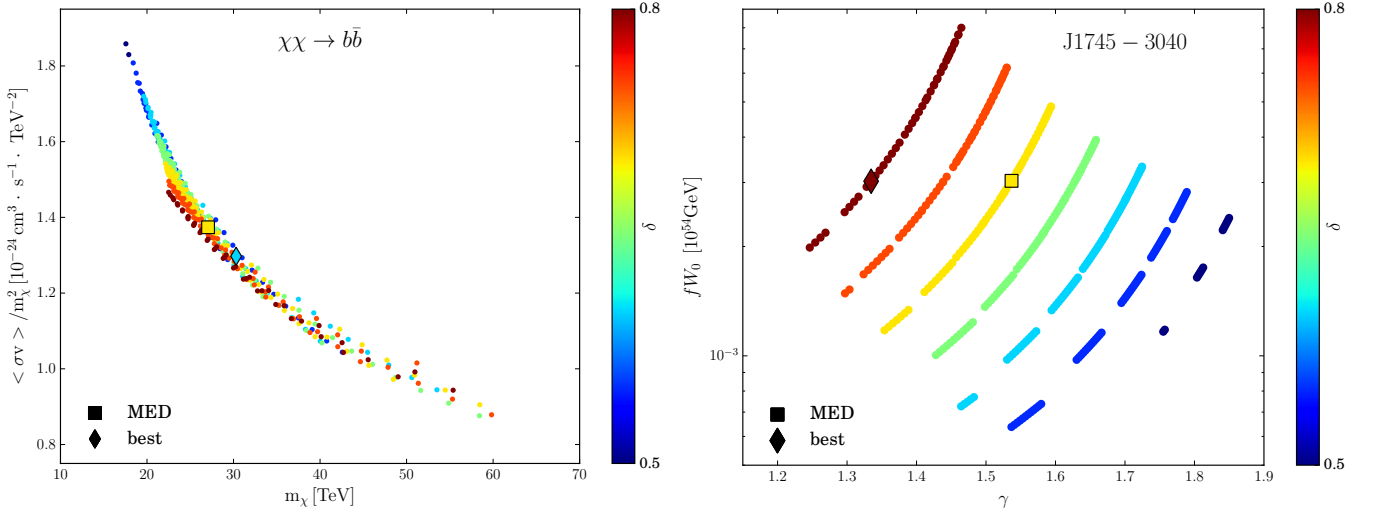 χχ → bb̄
< σv > /m²χ [10⁻²⁴ cm³ · s⁻¹ · TeV⁻²]
1.8
1.6
1.4
1.2
1.0
0.8
MED
best
10 20 30 40 50 60 70
mχ [TeV]
0.8
δ
0.5
J1745 − 3040
fW₀ [10⁵⁴GeV]
10⁻³
MED
best
1.2 1.3 1.4 1.5 1.6 1.7 1.8 1.9
γ
0.8
δ
0.5